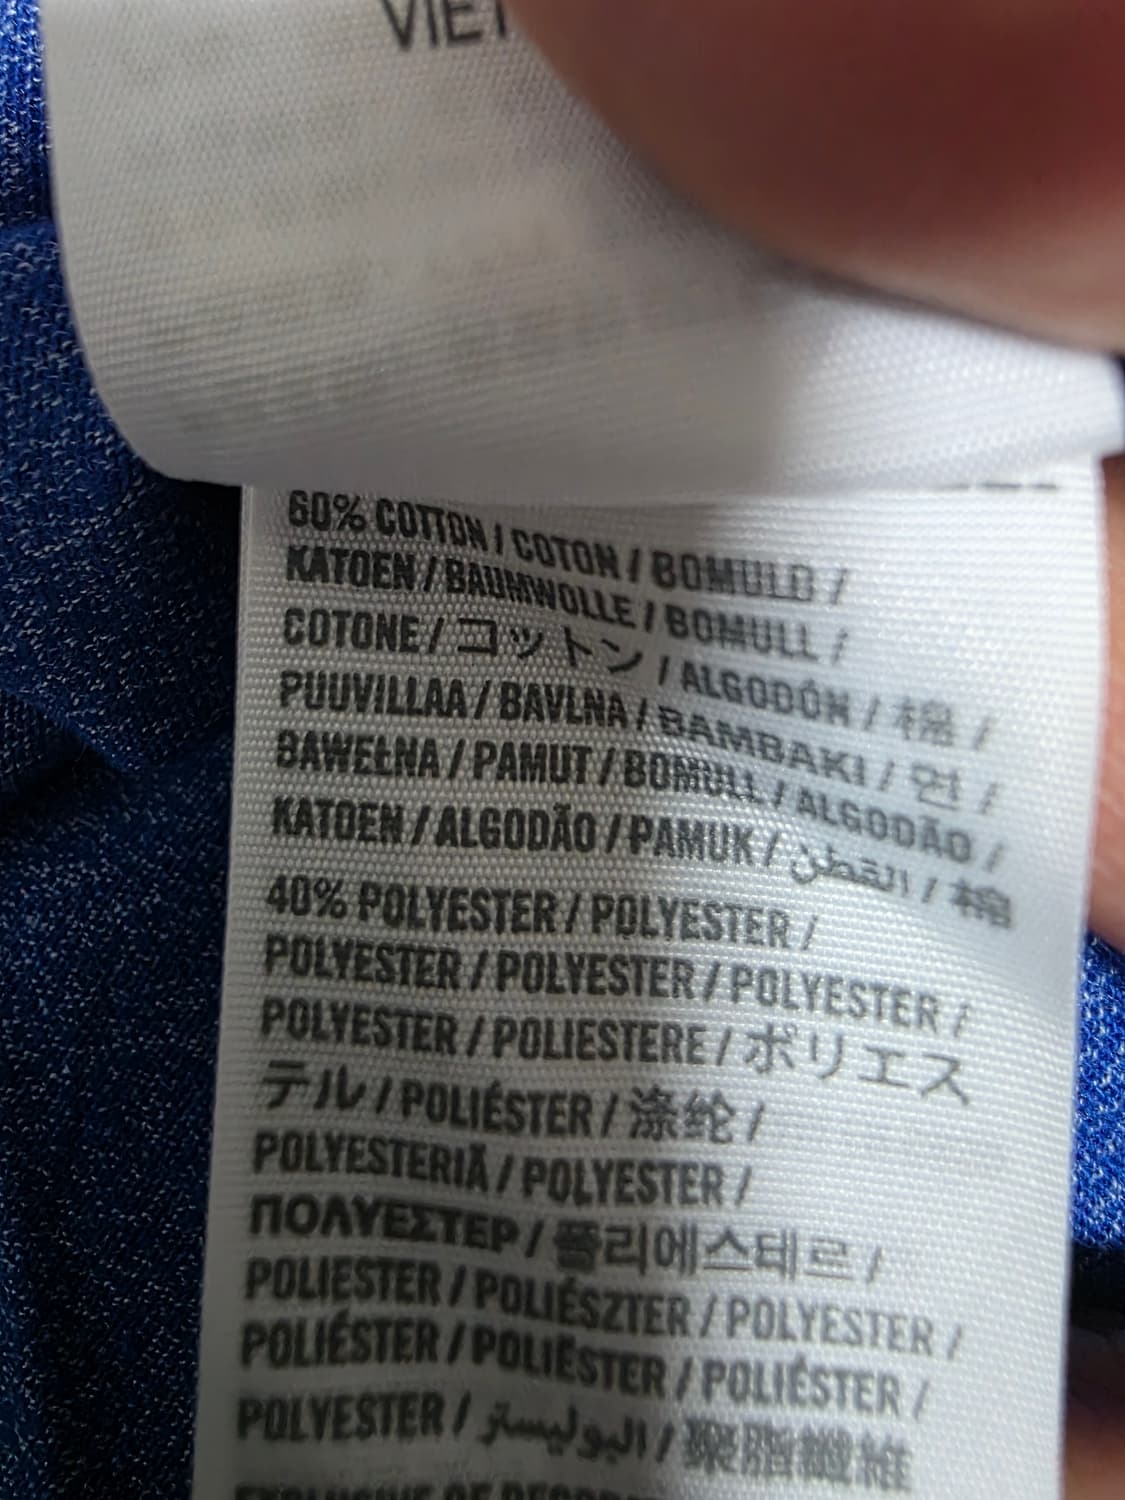 60% COTTON / COTON / BOMULD /
KATOEN / BAUMWOLLE / BOMULL /
COTONE / コットン / ALGODÓN / 棉 /
PUUVILLAA / BAVLNA / BAMBAKI / 면 /
BAWEŁNA / PAMUT / BOMULL / ALGODÃO /
KATOEN / ALGODÃO / PAMUK / القطن / 棉
40% POLYESTER / POLYESTER /
POLYESTER / POLYESTER / POLYESTER /
POLYESTER / POLIESTERE / ポリエス
テル / POLIÉSTER / 涤纶 /
POLYESTERIÄ / POLYESTER /
ΠΟΛΥΕΣΤΕΡ / 폴리에스테르 /
POLIESTER / POLIÉSZTER / POLYESTER /
POLIÉSTER / POLIËSTER / POLIÉSTER /
POLYESTER / البوليستر / 聚脂纖維